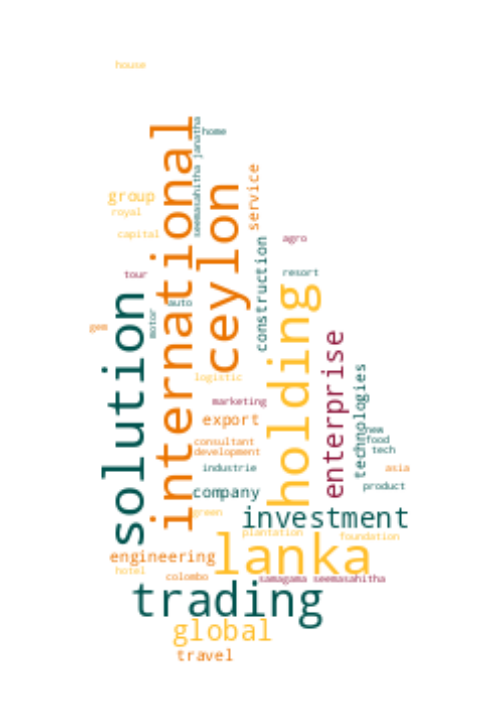 house
international
seemasahitha janatha
home
ceylon
service
group
royal
capital
construction
agro
tour
resort
solution
auto
motor
holding
gem
enterprise
technologies
logistic
marketing
export
new
food
consultant
development
tech
industrie
asia
company
product
green
investment
plantation
foundation
engineering
lanka
hotel
colombo
samagama seemasahitha
trading
global
travel